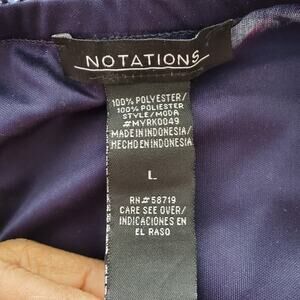 NOTATIONS
100% POLYESTER/
100% POLIESTER
STYLE/MODA
#MYRK0049
MADE IN INDONESIA/
HECHO EN INDONESIA
L
RN# 58719
CARE SEE OVER/
INDICACIONES EN
EL RASO